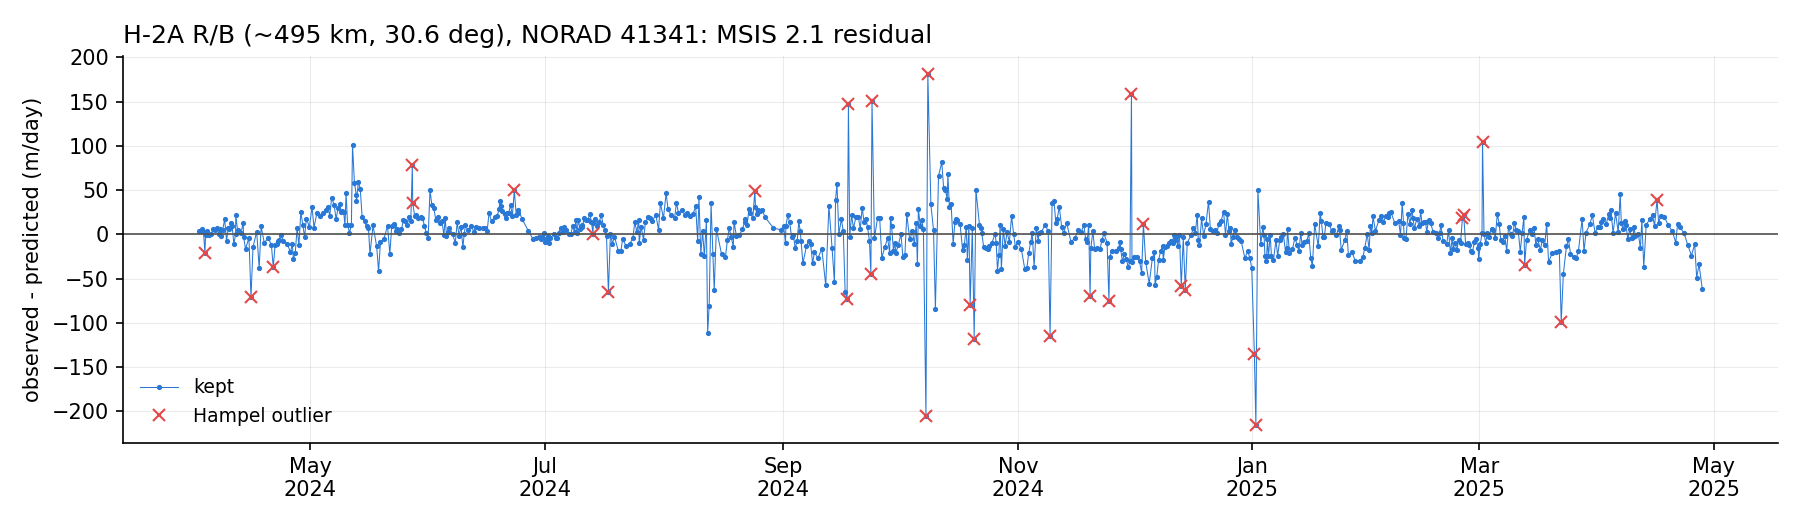 H-2A R/B (~495 km, 30.6 deg), NORAD 41341: MSIS 2.1 residual
observed - predicted (m/day)
200
150
100
50
0
−50
−100
−150
−200
kept
Hampel outlier
May
2024
Jul
2024
Sep
2024
Nov
2024
Jan
2025
Mar
2025
May
2025